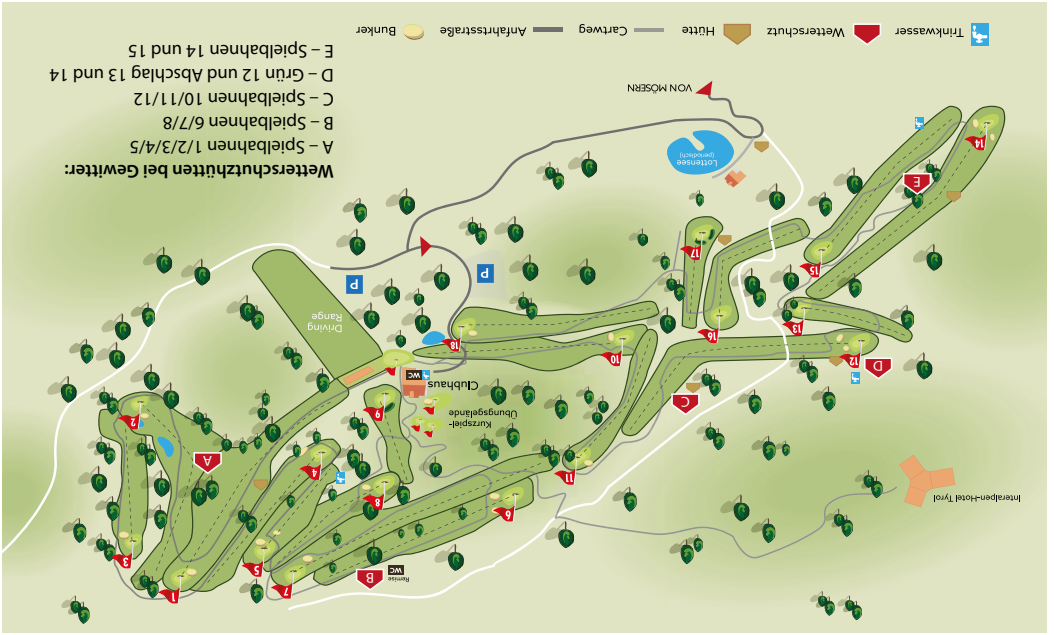 Trinkwasser
Wetterschutz
Hütte
Cartweg
Anfahrtsstraße
Bunker
Wetterschutzhütten bei Gewitter:
A – Spielbahnen 1/2/3/4/5
B – Spielbahnen 6/7/8
C – Spielbahnen 10/11/12
D – Grün 12 und Abschlag 13 und 14
E – Spielbahnen 14 und 15
Interalpen-Hotel Tyrol
Remise
WC
B
7
5
1
3
6
8
4
A
2
11
9
Kurzspiel-
Übungsgelände
Clubhaus
WC
C
D
12
10
18
Driving
Range
13
16
P
P
15
17
E
14
Lottensee
(periodisch)
VON MÖSERN